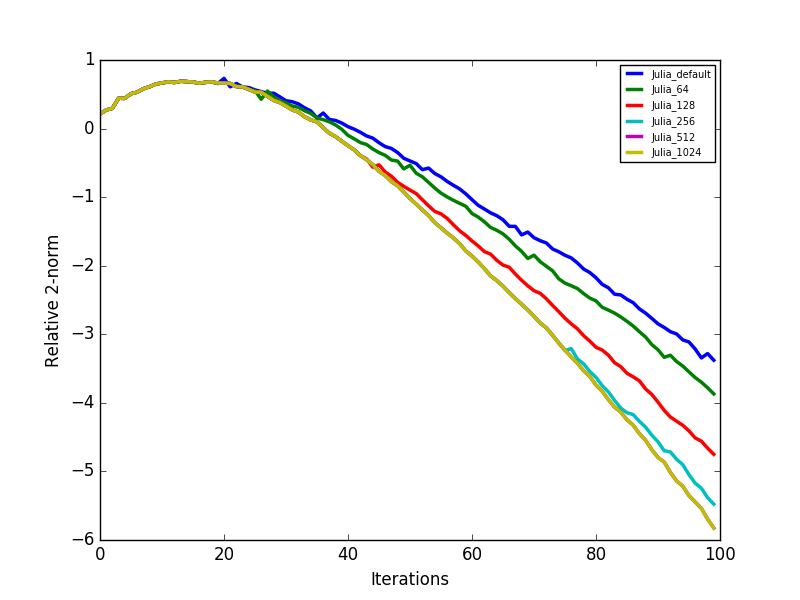 1
0
−1
−2
−3
−4
−5
−6
0 20 40 60 80 100
Relative 2-norm
Iterations
Julia_default
Julia_64
Julia_128
Julia_256
Julia_512
Julia_1024